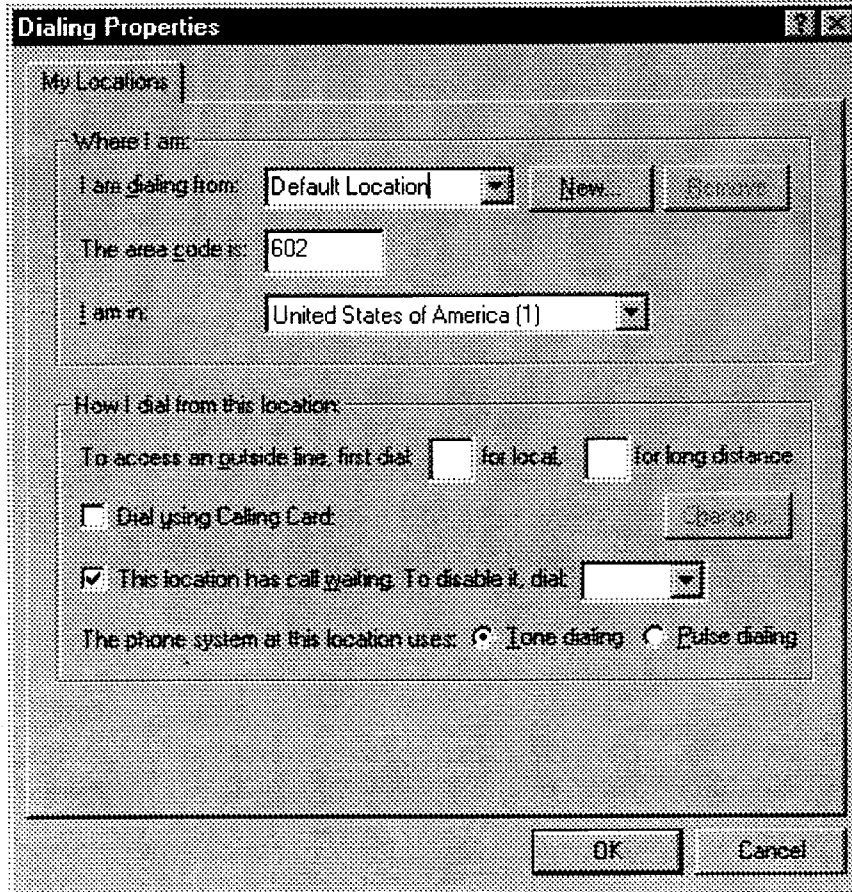 Dialing Properties
My Locations
Where I am:
I am dialing from: Default Location New... Remove
The area code is: 602
I am in: United States of America (1)
How I dial from this location:
To access an outside line, first dial: for local, for long distance
Dial using Calling Card: Change...
This location has call waiting. To disable it, dial:
The phone system at this location uses: Tone dialing Pulse dialing
OK Cancel